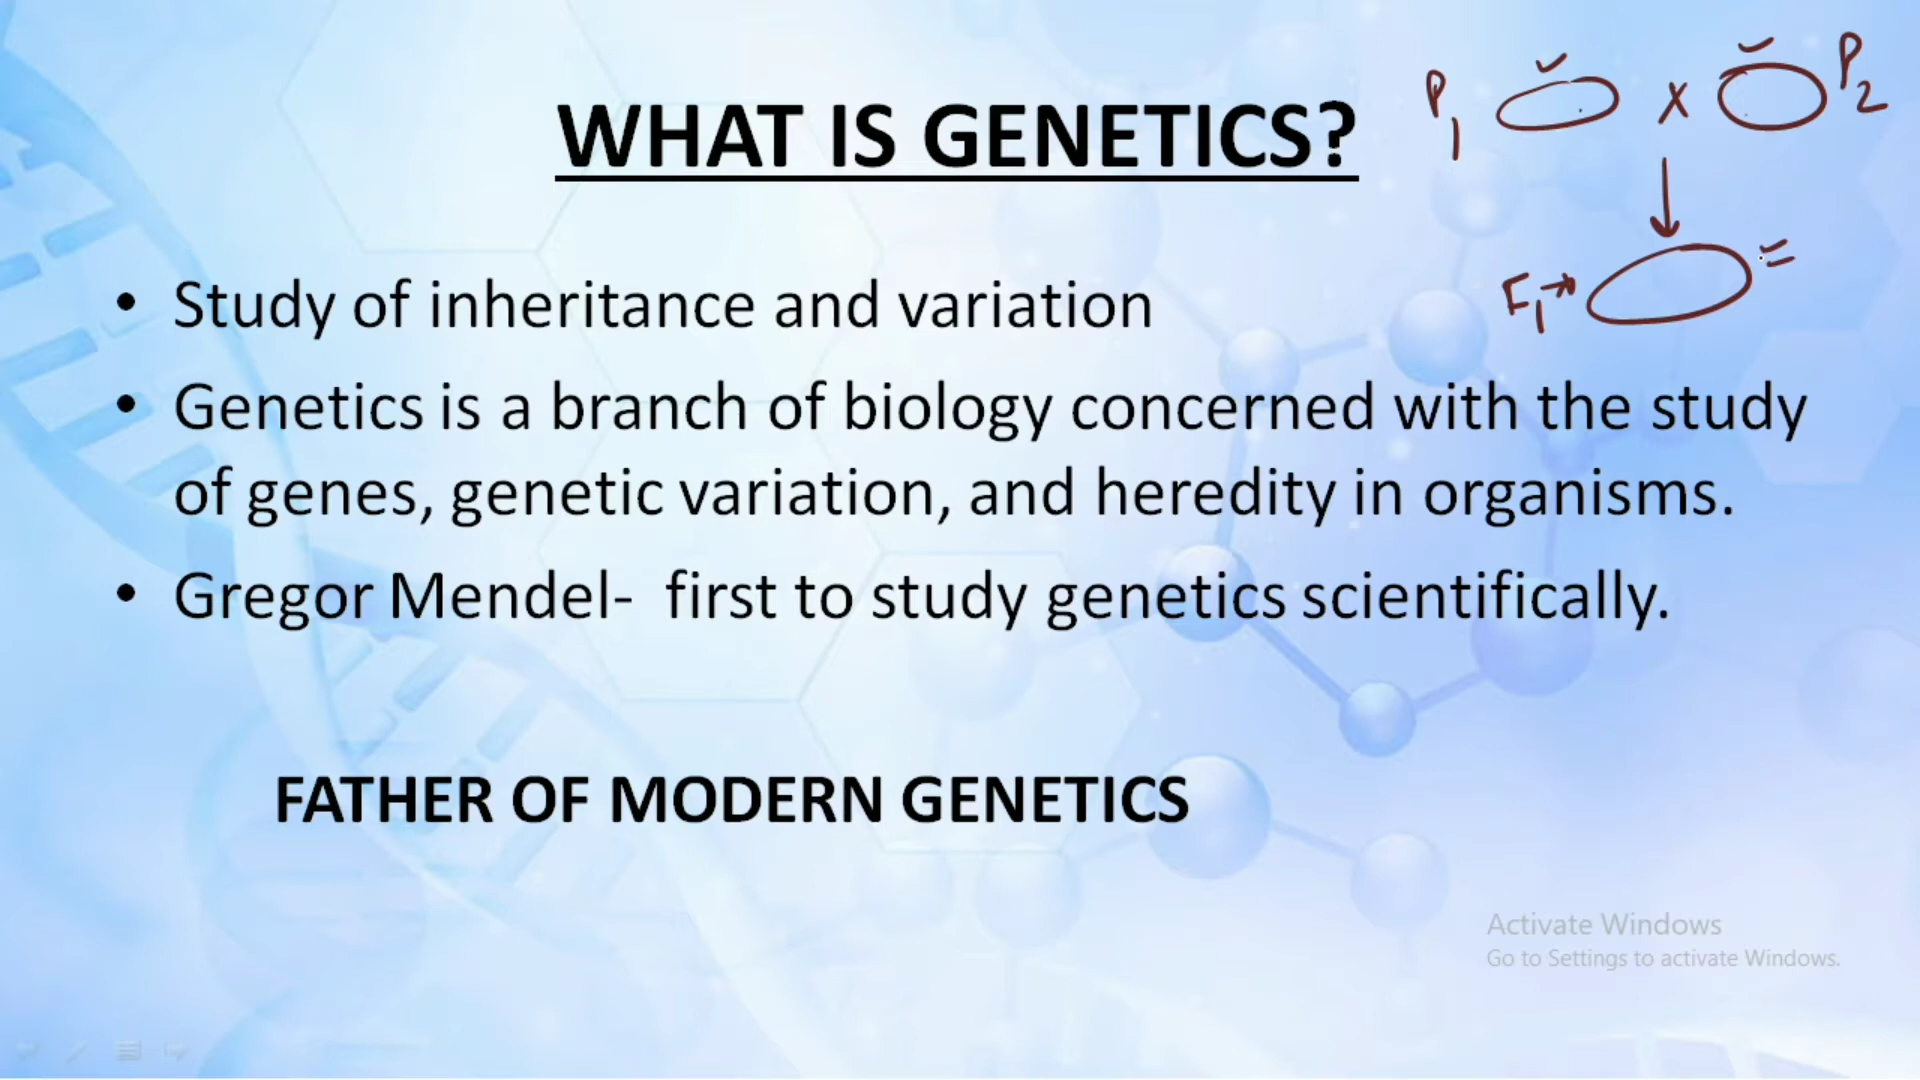 WHAT IS GENETICS?
P1 X P2
F1→
• Study of inheritance and variation
• Genetics is a branch of biology concerned with the study
of genes, genetic variation, and heredity in organisms.
• Gregor Mendel-  first to study genetics scientifically.
FATHER OF MODERN GENETICS
Activate Windows
Go to Settings to activate Windows.